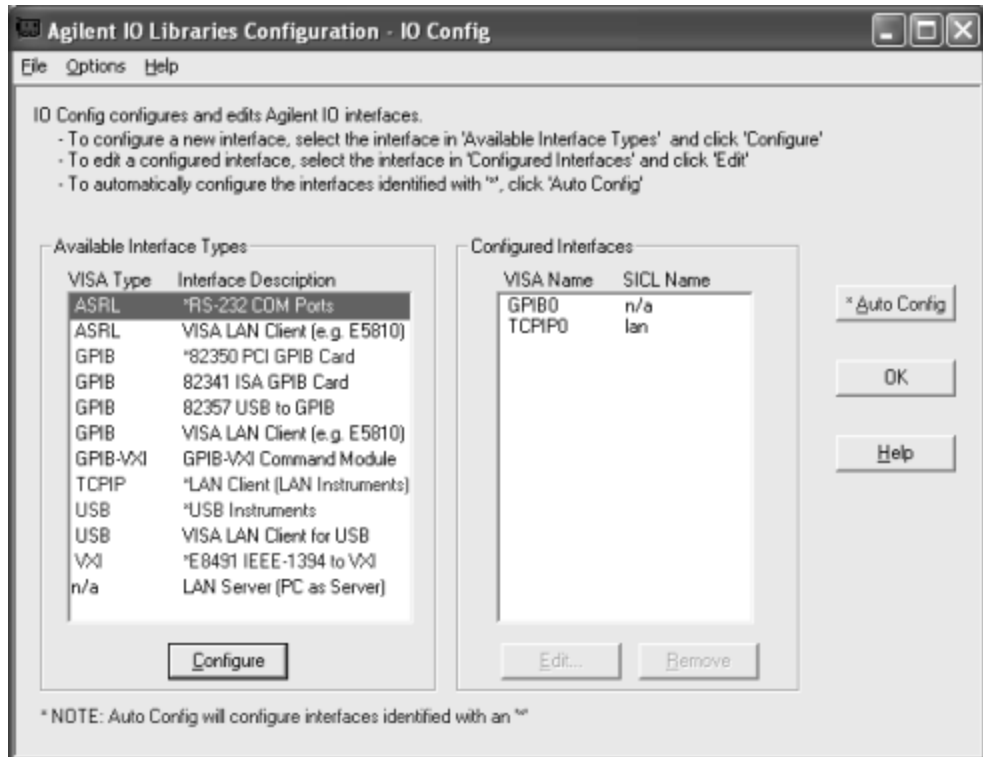 Agilent IO Libraries Configuration - IO Config
File Options Help
IO Config configures and edits Agilent IO interfaces.
- To configure a new interface, select the interface in 'Available Interface Types' and click 'Configure'
- To edit a configured interface, select the interface in 'Configured Interfaces' and click 'Edit'
- To automatically configure the interfaces identified with '*', click 'Auto Config'
Available Interface Types
VISA Type Interface Description
ASRL *RS-232 COM Ports
ASRL VISA LAN Client (e.g. E5810)
GPIB *82350 PCI GPIB Card
GPIB 82341 ISA GPIB Card
GPIB 82357 USB to GPIB
GPIB VISA LAN Client (e.g. E5810)
GPIB-VXI GPIB-VXI Command Module
TCPIP *LAN Client (LAN Instruments)
USB *USB Instruments
USB VISA LAN Client for USB
VXI *E8491 IEEE-1394 to VXI
n/a LAN Server (PC as Server)
Configure
Configured Interfaces
VISA Name SICL Name
GPIB0 n/a
TCPIP0 lan
Edit... Remove
* Auto Config
OK
Help
* NOTE: Auto Config will configure interfaces identified with an '*'